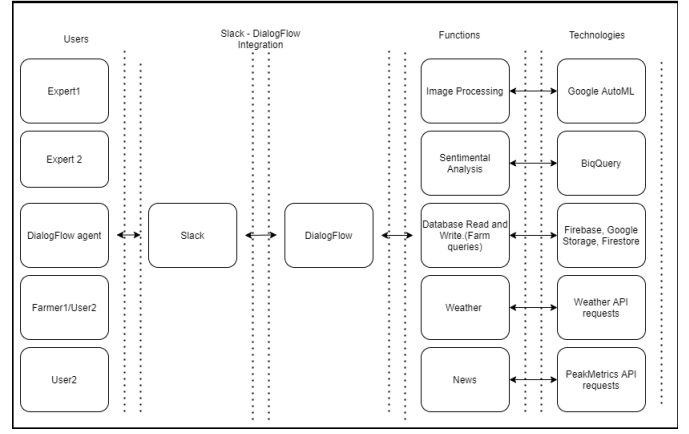 Users
Slack - DialogFlow
Integration
Functions
Technologies
Expert1
Image Processing
Google AutoML
Expert 2
Sentimental
Analysis
BiqQuery
DialogFlow agent
Slack
DialogFlow
Database Read and
Write.(Farm
queries)
Firebase, Google
Storage, Firestore
Farmer1/User2
Weather
Weather API
requests
User2
News
PeakMetrics API
requests